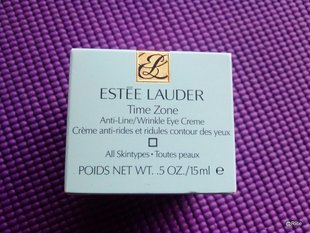 EL
ESTĒE LAUDER
Time Zone
Anti-Line/Wrinkle Eye Creme
Crème anti-rides et ridules contour des yeux
All Skintypes • Toutes peaux
POIDS NET WT. .5 OZ./15ml e